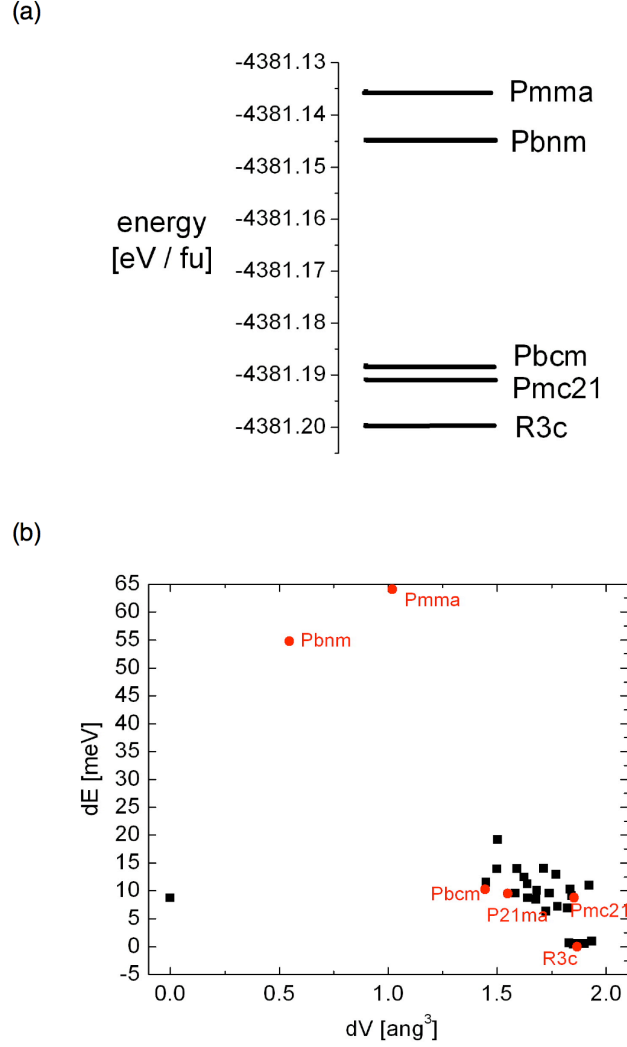 (a)
-4381.13
-4381.14
-4381.15
-4381.16
-4381.17
-4381.18
-4381.19
-4381.20
energy
[eV / fu]
Pmma
Pbnm
Pbcm
Pmc21
R3c
(b)
65
60
55
50
45
40
35
30
25
20
15
10
5
0
-5
dE [meV]
Pmma
Pbnm
Pbcm
P21ma
Pmc21
R3c
0.0 0.5 1.0 1.5 2.0
dV [ang³]